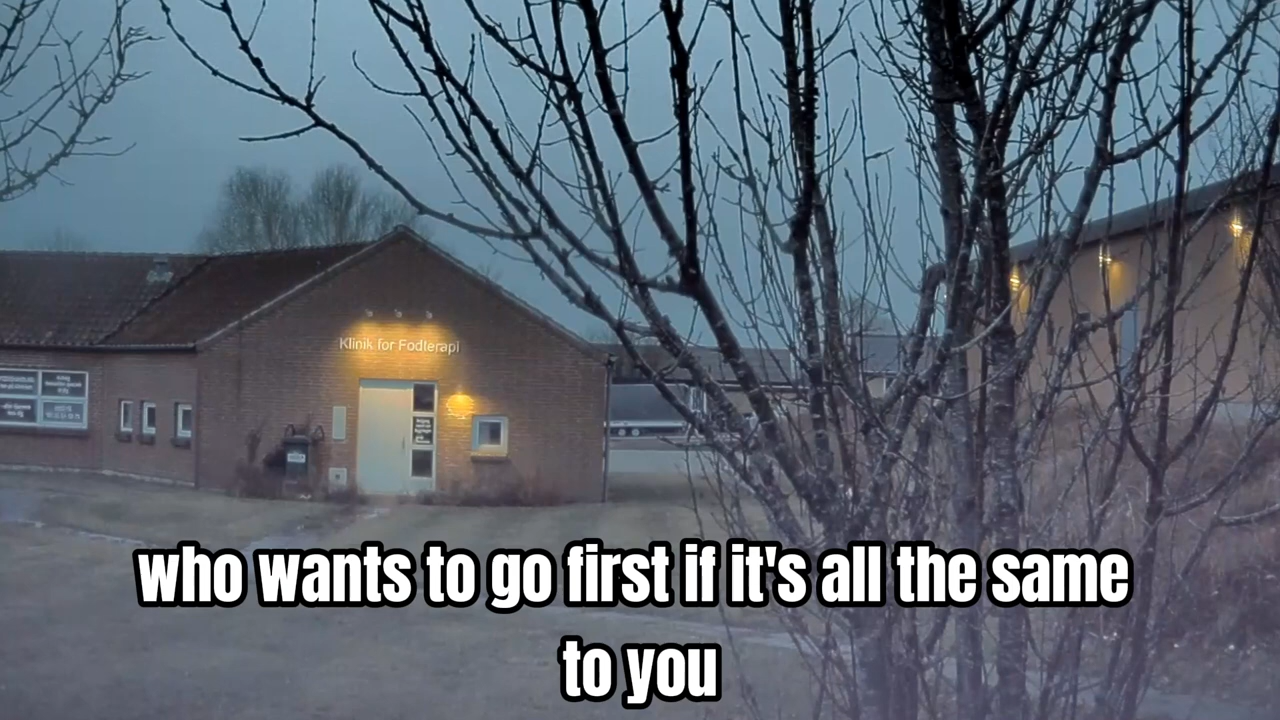 Klinik for Fodterapi
who wants to go first if it's all the same
to you